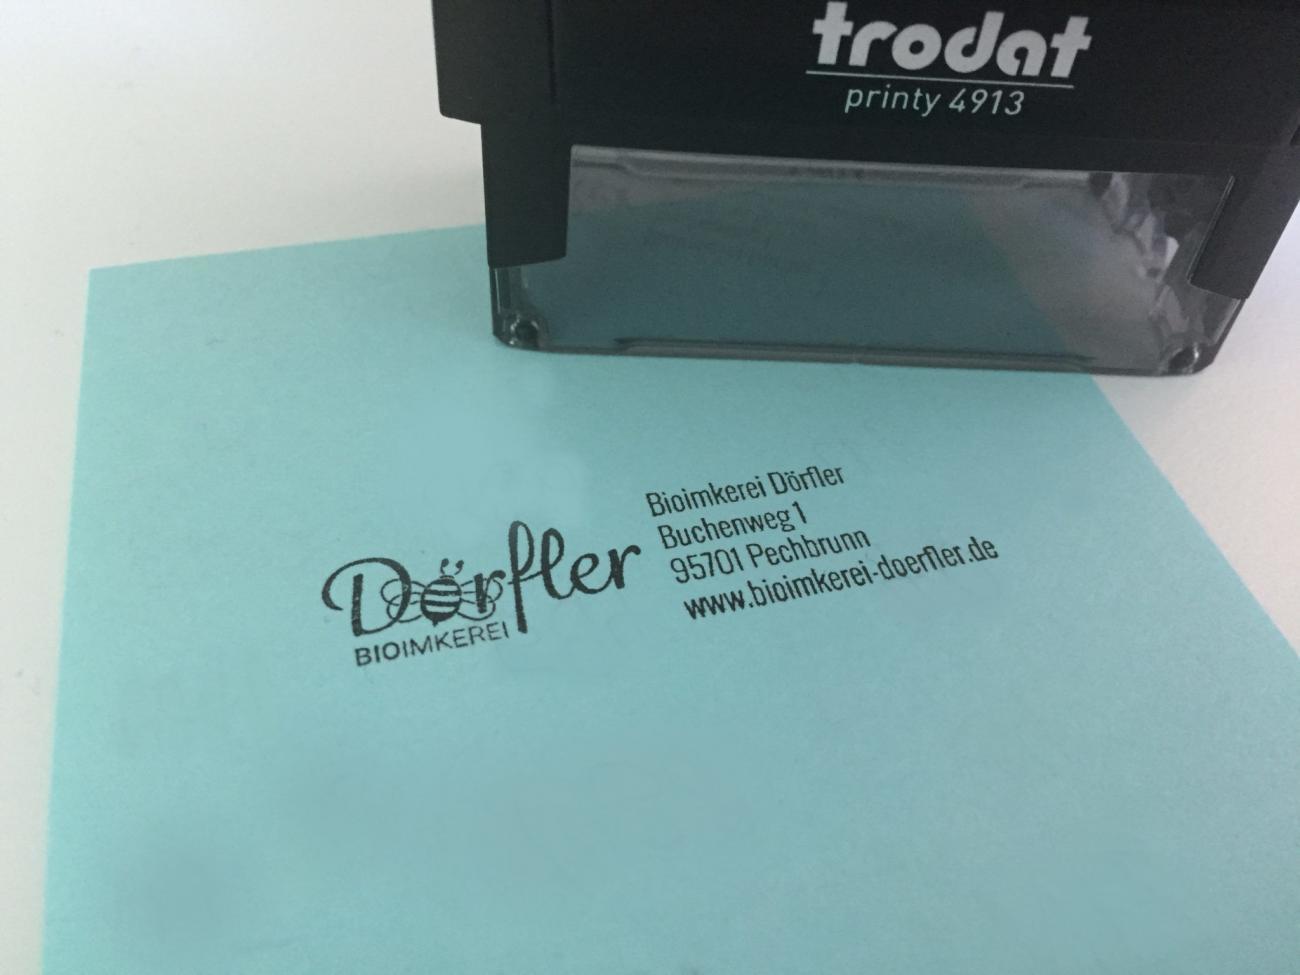 trodat
printy 4913
Dörfler
BIOIMKEREI
Bioimkerei Dörfler
Buchenweg 1
95701 Pechbrunn
www.bioimkerei-doerfler.de